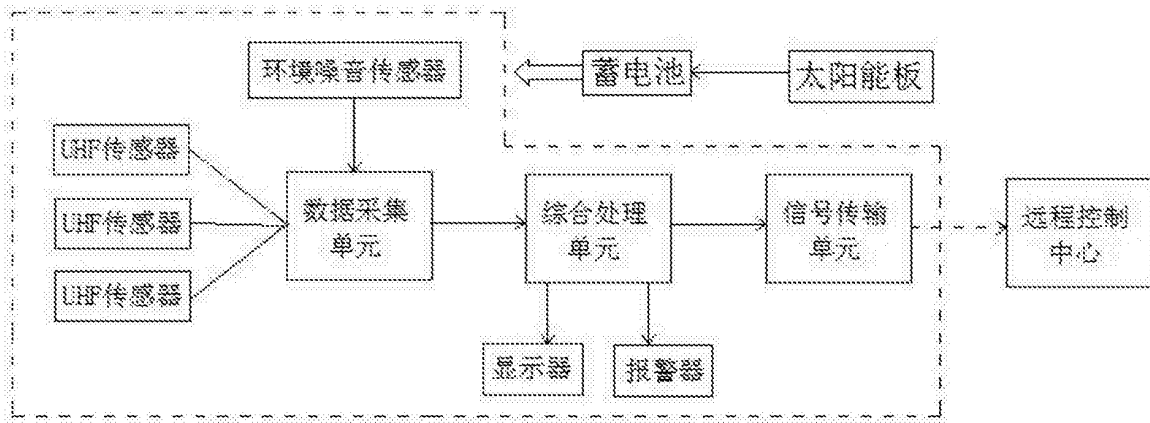 环境噪音传感器
蓄电池
太阳能板
UHF传感器
UHF传感器
UHF传感器
数据采集
单元
综合处理
单元
信号传输
单元
远程控制
中心
显示器
报警器